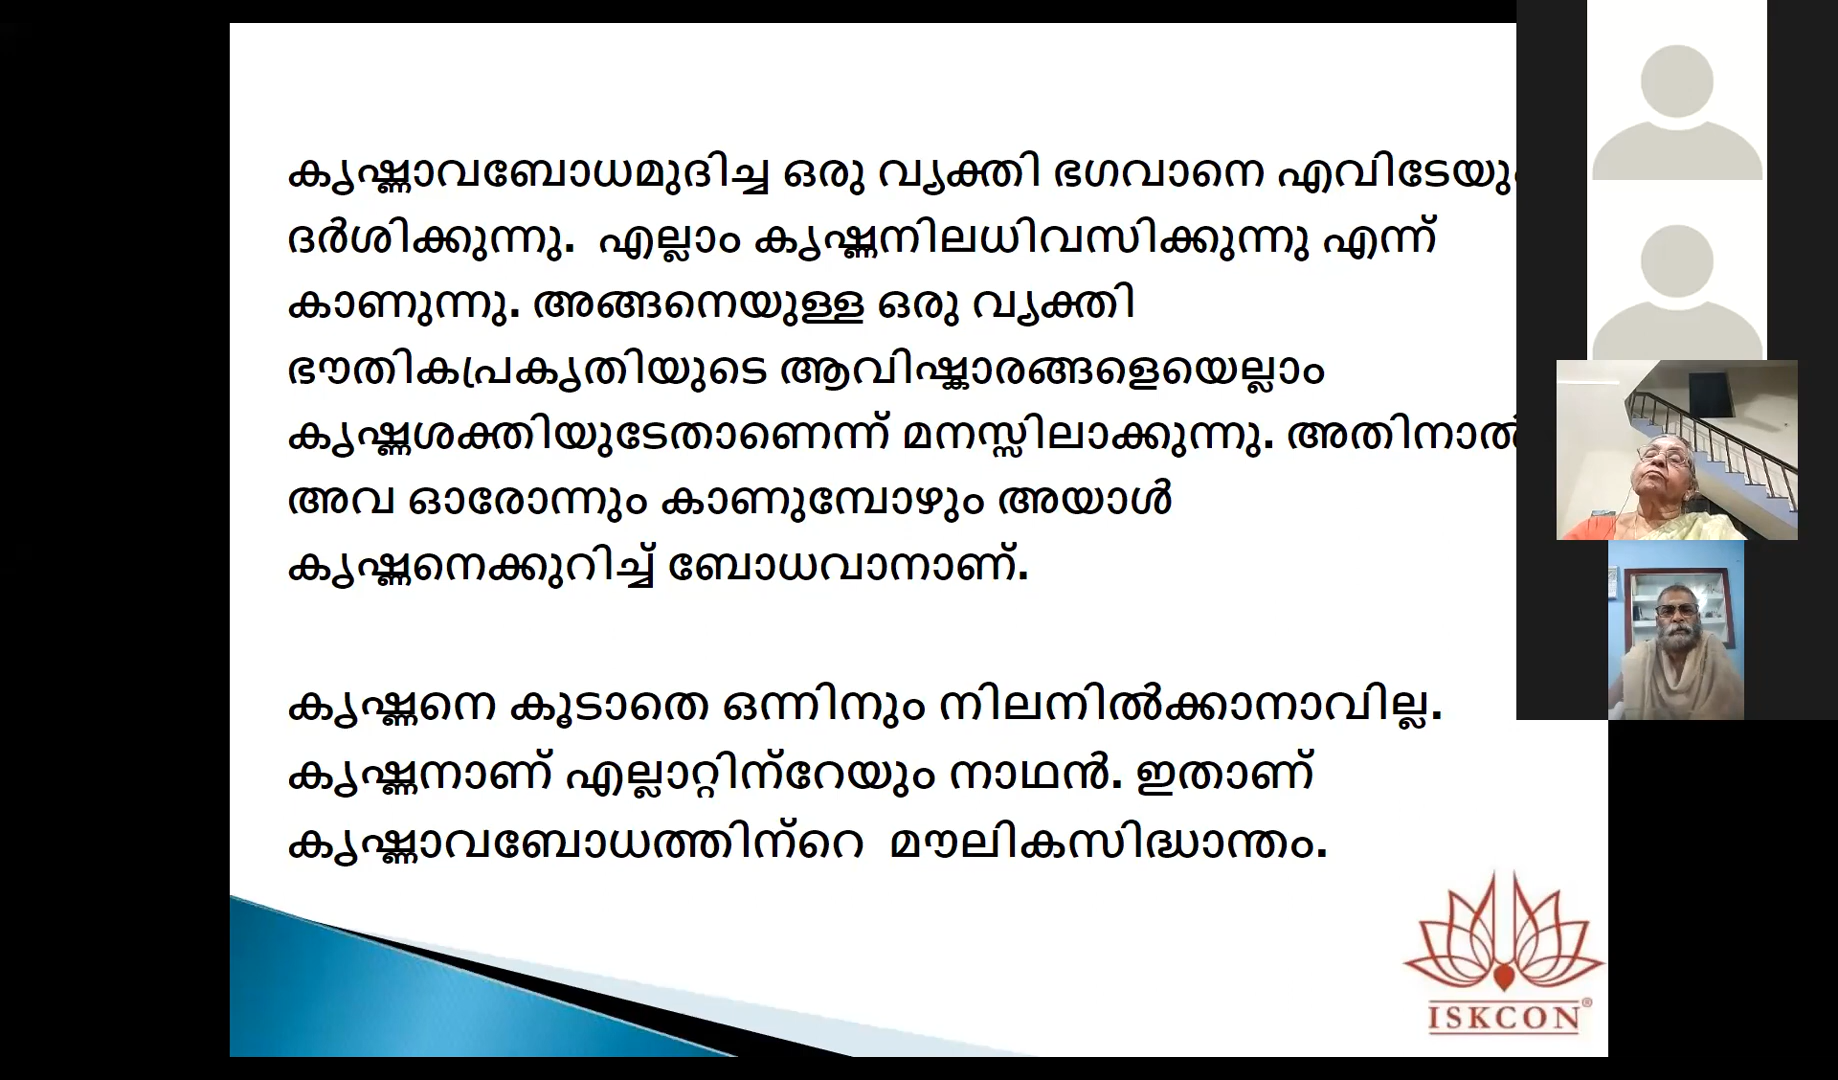 കൃഷ്ണാവബോധമുദിച്ച ഒരു വ്യക്തി ഭഗവാനെ എവിടേയും
ദർശിക്കുന്നു. എല്ലാം കൃഷ്ണനിലധിവസിക്കുന്നു എന്ന്
കാണുന്നു. അങ്ങനെയുള്ള ഒരു വ്യക്തി
ഭൗതികപ്രകൃതിയുടെ ആവിഷ്കാരങ്ങളെയെല്ലാം
കൃഷ്ണശക്തിയുടേതാണെന്ന് മനസ്സിലാക്കുന്നു. അതിനാൽ
അവ ഓരോന്നും കാണുമ്പോഴും അയാൾ
കൃഷ്ണനെക്കുറിച്ച് ബോധവാനാണ്.
കൃഷ്ണനെ കൂടാതെ ഒന്നിനും നിലനിൽക്കാനാവില്ല.
കൃഷ്ണനാണ് എല്ലാറ്റിന്റേയും നാഥൻ. ഇതാണ്
കൃഷ്ണാവബോധത്തിന്റെ മൗലികസിദ്ധാന്തം.
ISKCON®